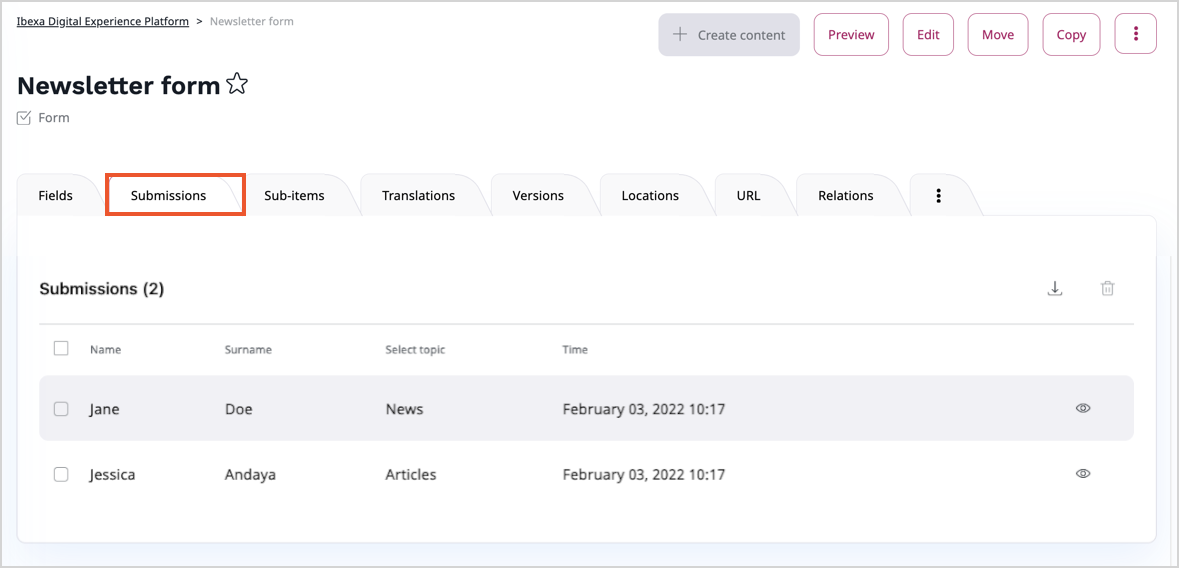 Ibexa Digital Experience Platform > Newsletter form
Create content Preview Edit Move Copy
Newsletter form
Form
Fields Submissions Sub-items Translations Versions Locations URL Relations
Submissions (2)
Name Surname Select topic Time
Jane Doe News February 03, 2022 10:17
Jessica Andaya Articles February 03, 2022 10:17